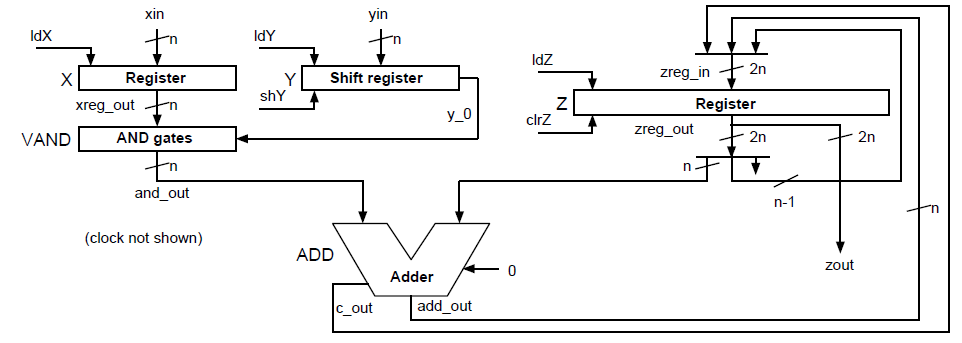 xin
yin
ldX
n
ldY
n
ldZ
zreg_in
2n
X
Register
Y
Shift register
shY
Z
Register
clrZ
xreg_out
n
y_0
zreg_out
2n
2n
VAND
AND gates
n
n
and_out
n-1
n
(clock not shown)
ADD
Adder
0
zout
c_out
add_out